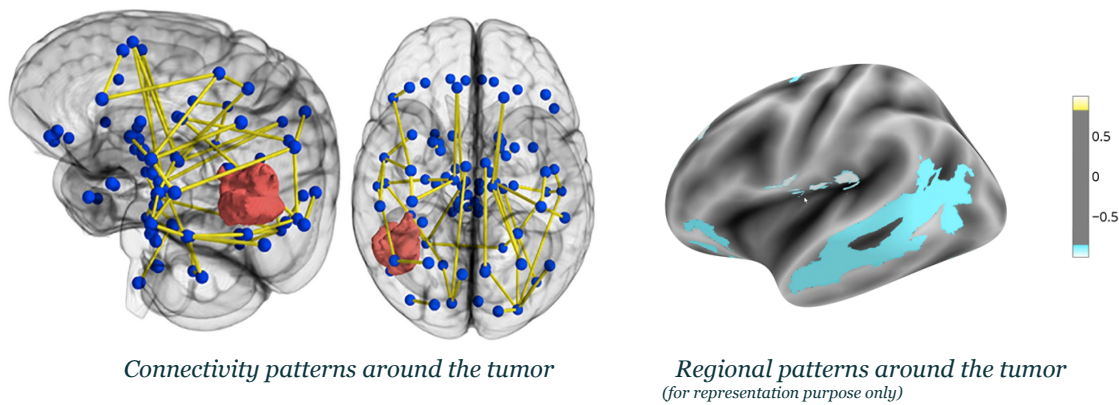 0.5
0
−0.5
Connectivity patterns around the tumor
Regional patterns around the tumor
(for representation purpose only)